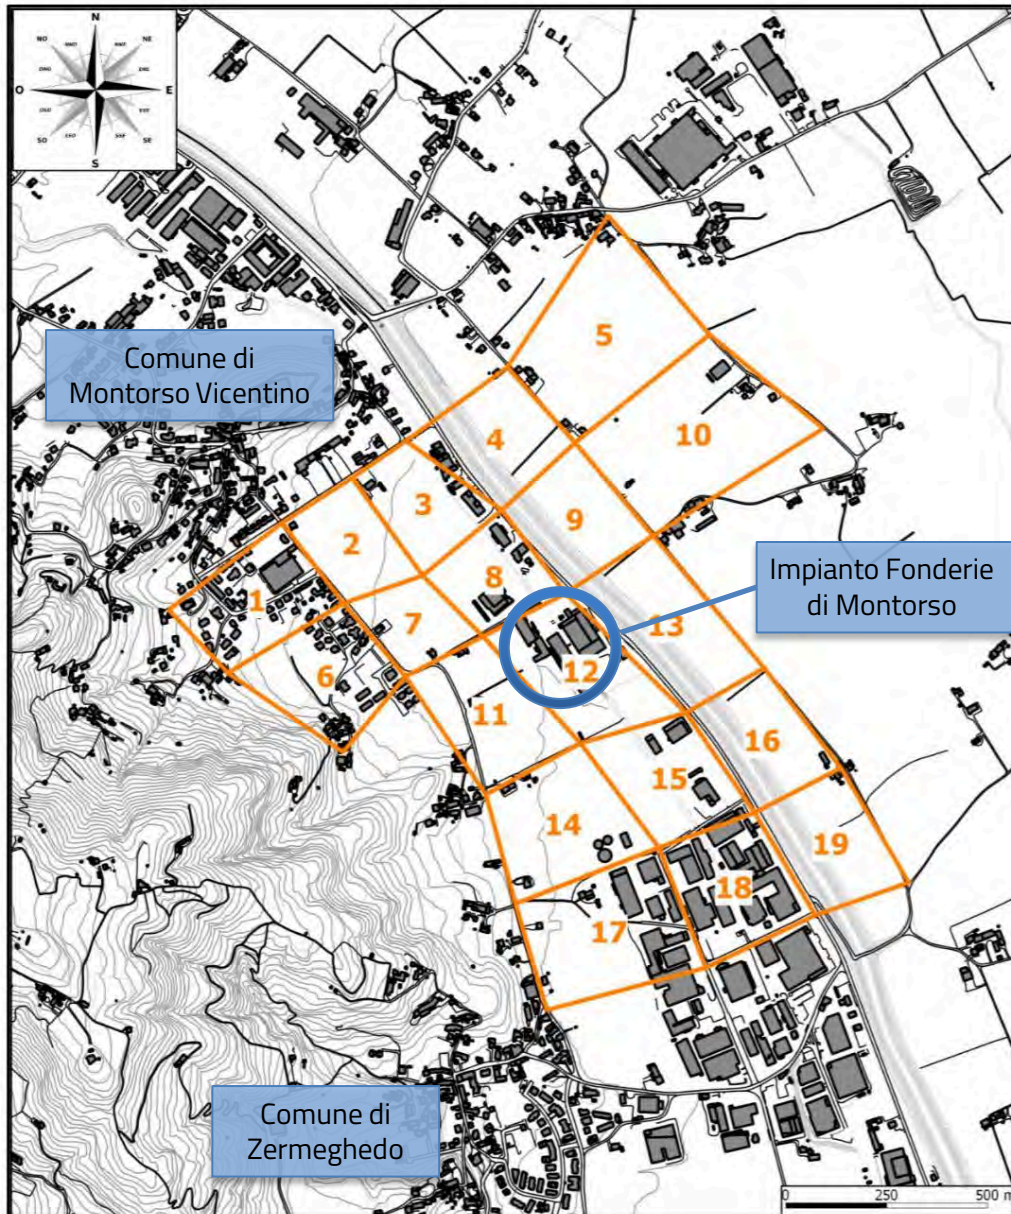 N
NO
NE
O
E
SO
SE
S
Comune di
Montorso Vicentino
5
10
4
3
9
2
8
1
7
Impianto Fonderie
di Montorso
13
6
12
11
16
15
14
19
18
17
Comune di
Zermeghedo
0 250 500 m